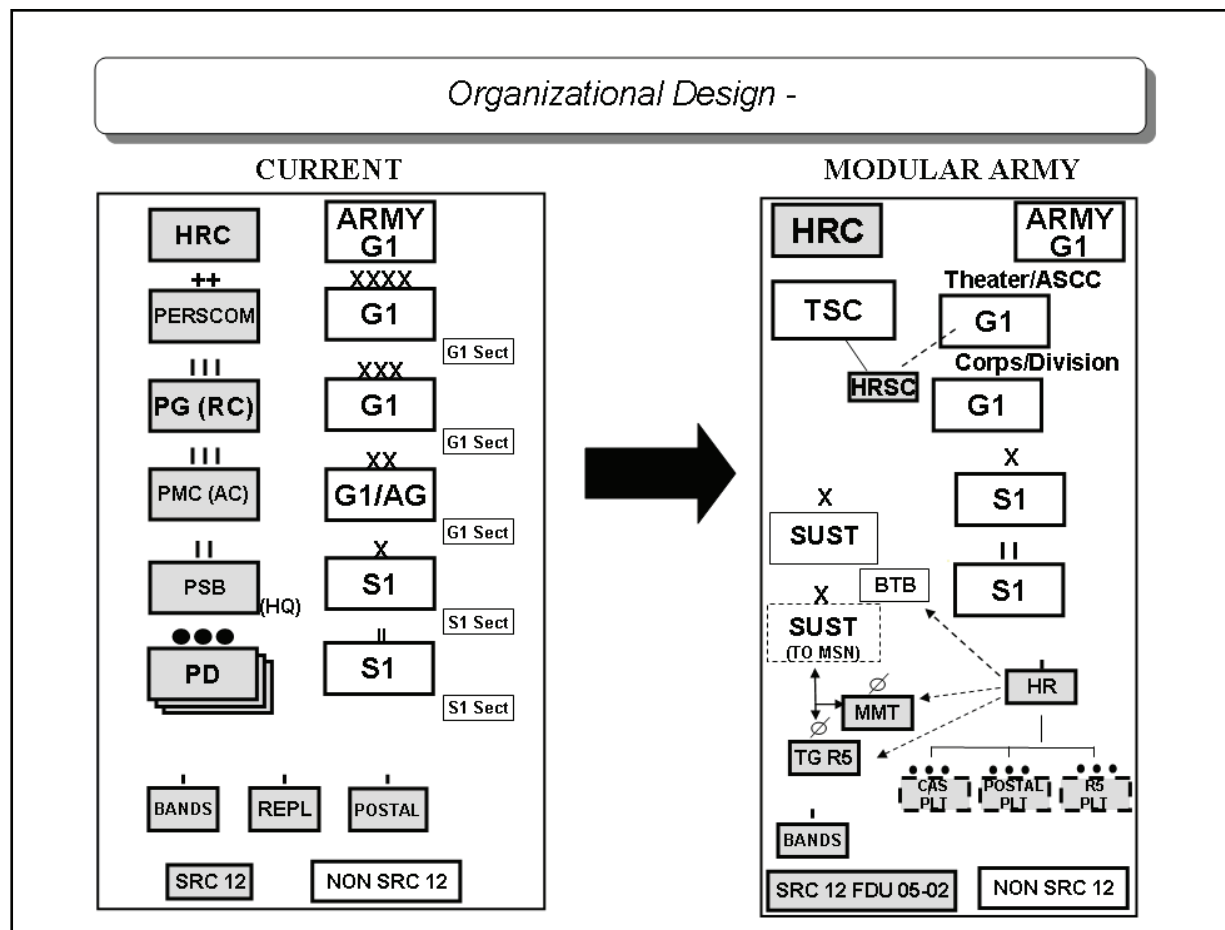 Organizational Design -
CURRENT
HRC
ARMY
G1
++
XXXX
PERSCOM
G1
G1 Sect
III
XXX
PG (RC)
G1
G1 Sect
III
XX
PMC (AC)
G1/AG
G1 Sect
II
X
PSB
(HQ)
S1
S1 Sect
II
PD
S1
S1 Sect
I
I
I
BANDS
REPL
POSTAL
SRC 12
NON SRC 12
MODULAR ARMY
HRC
ARMY
G1
Theater/ASCC
TSC
G1
HRSC
Corps/Division
G1
X
S1
X
SUST
II
S1
BTB
X
SUST
(TO MSN)
I
HR
Ø
MMT
Ø
TG R5
CAS
PLT
POSTAL
PLT
R5
PLT
I
BANDS
SRC 12 FDU 05-02
NON SRC 12